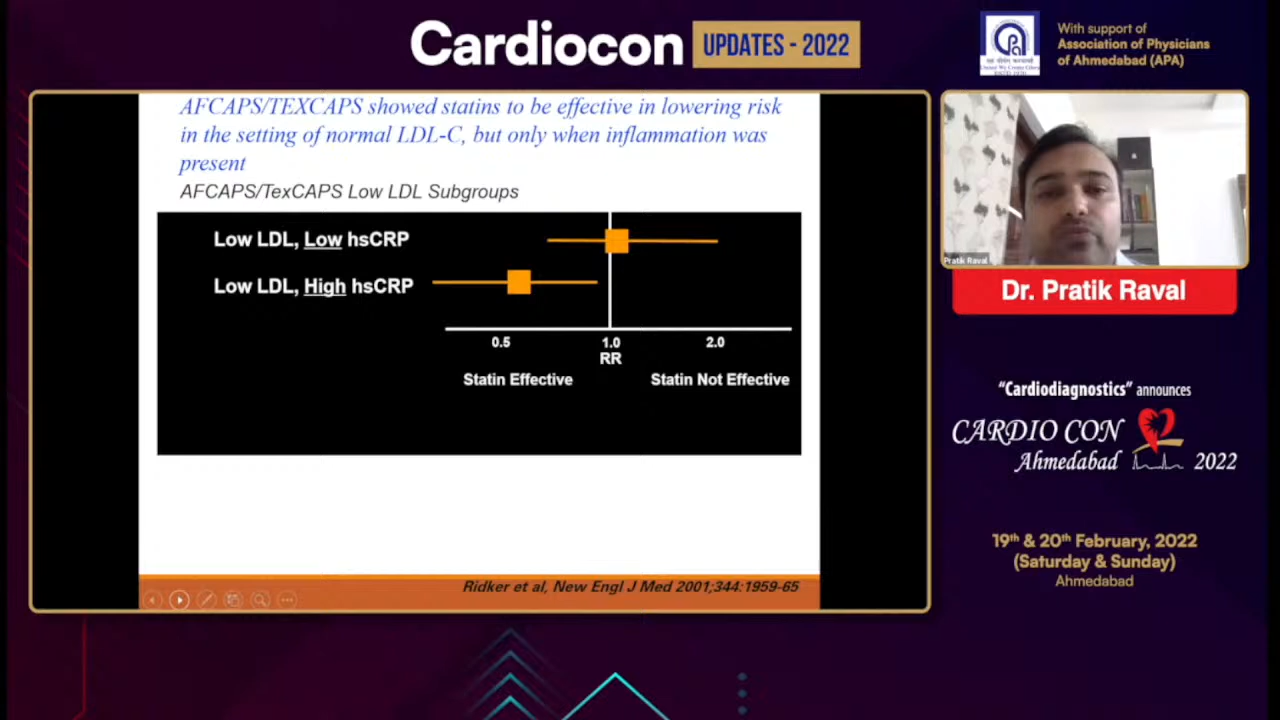 Cardiocon UPDATES - 2022
With support of
Association of Physicians
of Ahmedabad (APA)
AFCAPS/TEXCAPS showed statins to be effective in lowering risk
in the setting of normal LDL-C, but only when inflammation was
present
AFCAPS/TexCAPS Low LDL Subgroups
Low LDL, Low hsCRP
Low LDL, High hsCRP
0.5 1.0 2.0
RR
Statin Effective Statin Not Effective
Ridker et al, New Engl J Med 2001;344:1959-65
Pratik Raval
Dr. Pratik Raval
“Cardiodiagnostics” announces
CARDIO CON
Ahmedabad 2022
19th & 20th February, 2022
(Saturday & Sunday)
Ahmedabad